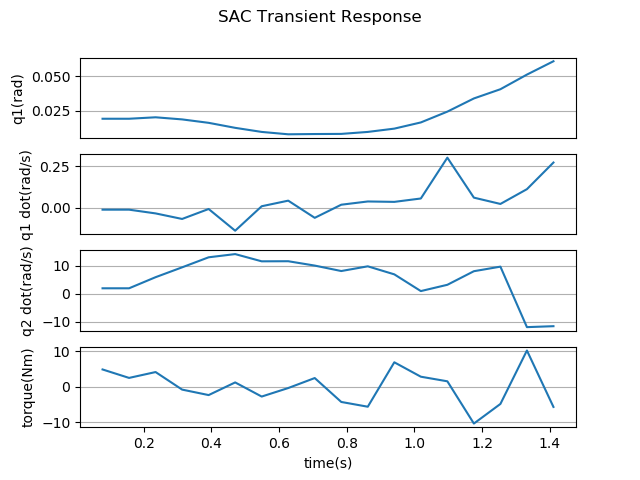 SAC Transient Response
q1(rad)
0.050
0.025
q1 dot(rad/s)
0.25
0.00
q2 dot(rad/s)
10
0
−10
torque(Nm)
10
0
−10
0.2 0.4 0.6 0.8 1.0 1.2 1.4
time(s)